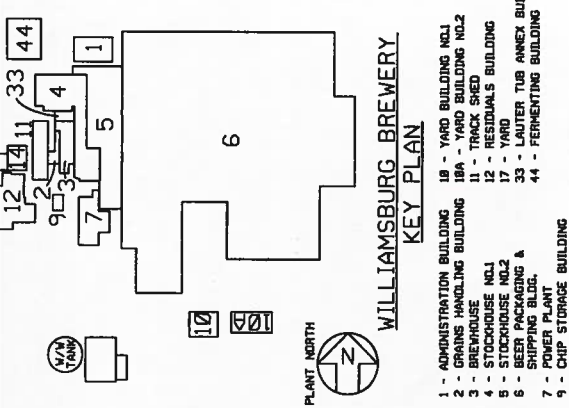 44
33
1
4
11
14
12
2
3
9
5
7
6
W/W
TANK
10
10A
PLANT NORTH
N
WILLIAMSBURG BREWERY
KEY PLAN
1 - ADMINISTRATION BUILDING
2 - GRAINS HANDLING BUILDING
3 - BREWHOUSE
4 - STOCKHOUSE NO.1
5 - STOCKHOUSE NO.2
6 - BEER PACKAGING &
SHIPPING BLDG.
7 - POWER PLANT
9 - CHIP STORAGE BUILDING
10 - YARD BUILDING NO.1
10A - YARD BUILDING NO.2
11 - TRACK SHED
12 - RESIDUALS BUILDING
17 - YARD
33 - LAUTER TUB ANNEX BUI
44 - FERMENTING BUILDING